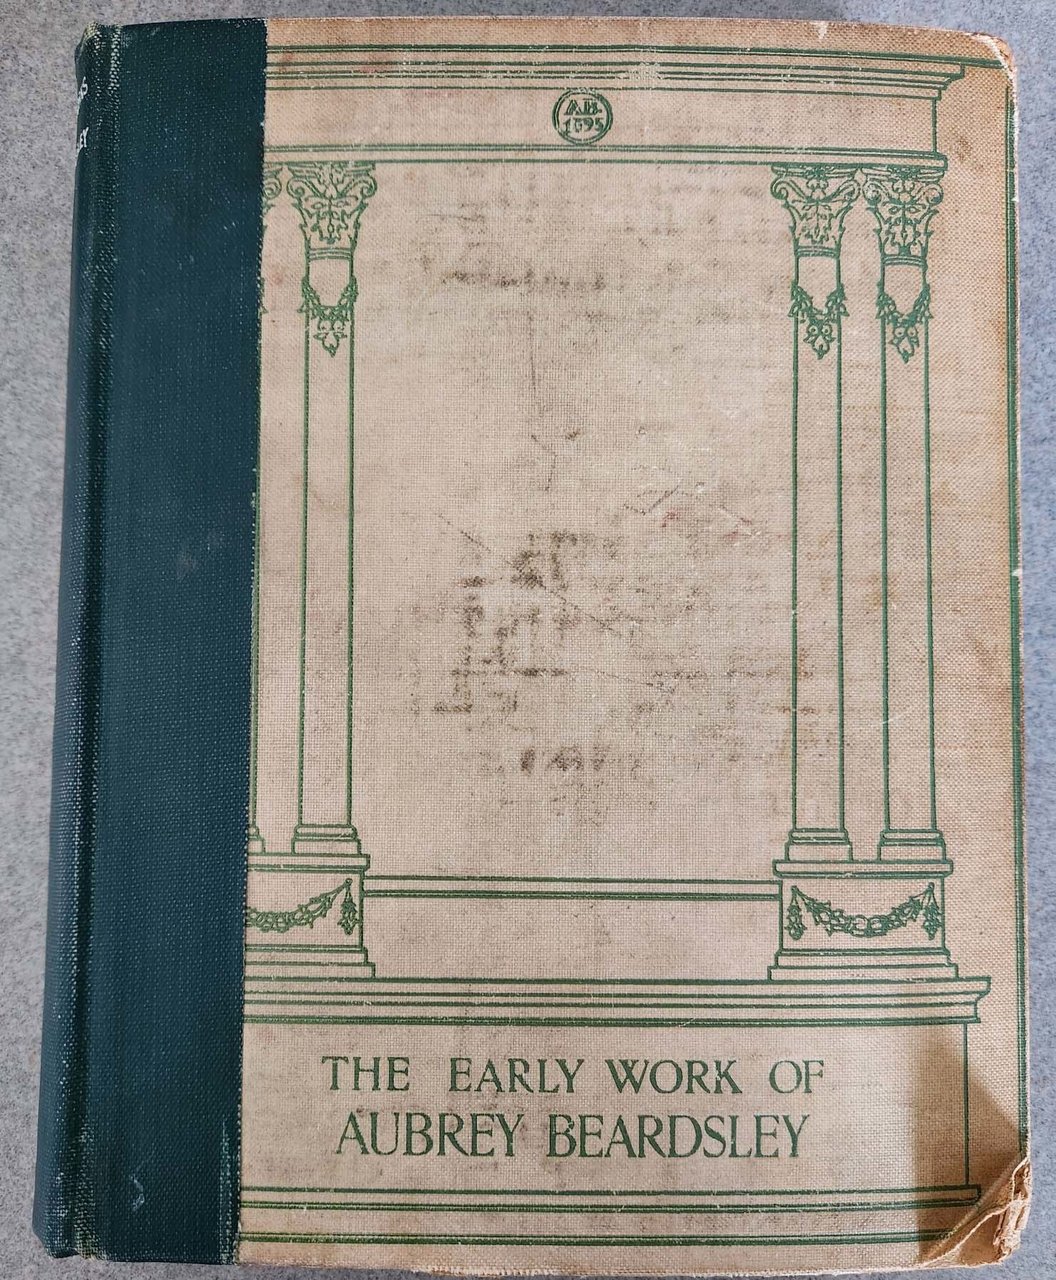 A.B.
1895
THE EARLY WORK OF
AUBREY BEARDSLEY